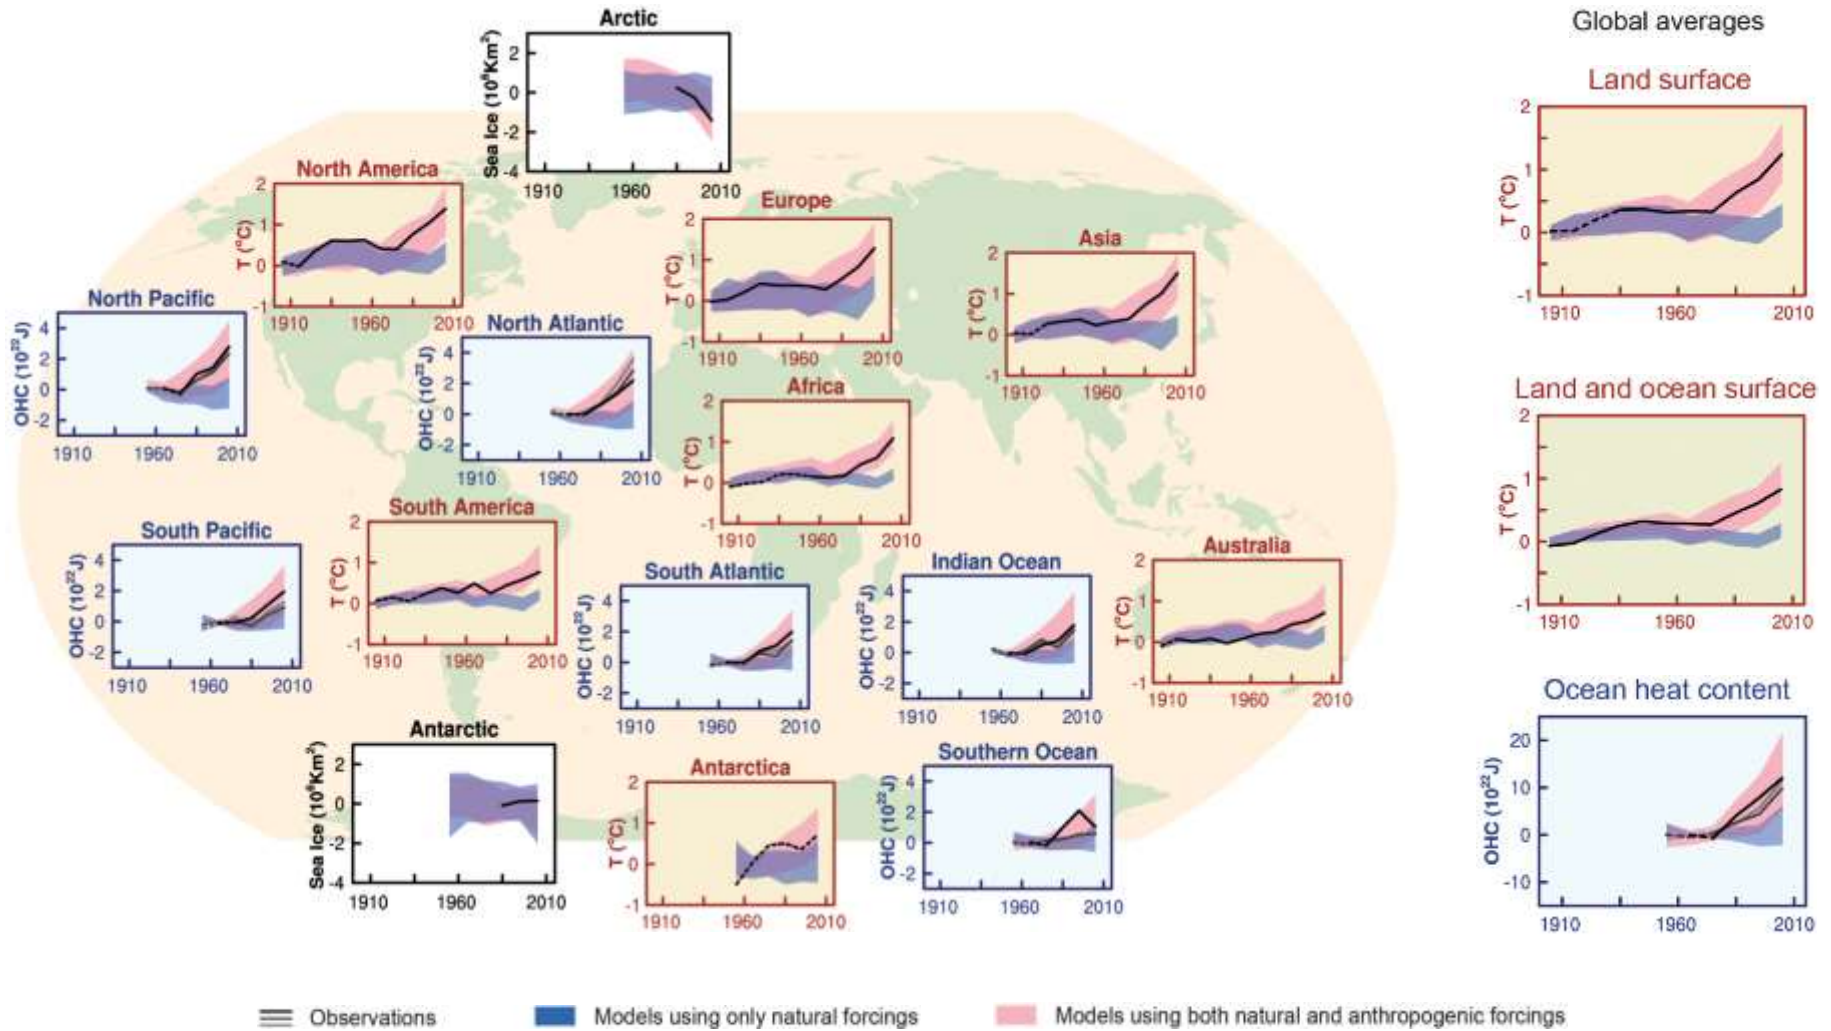 Arctic
Sea Ice (10⁶Km²)
2
0
-2
-4
1910 1960 2010
North America
T (°C)
2
1
0
-1
1910 1960 2010
Europe
T (°C)
2
1
0
-1
1910 1960 2010
Asia
T (°C)
2
1
0
-1
1910 1960 2010
North Pacific
OHC (10²²J)
4
2
0
-2
1910 1960 2010
North Atlantic
OHC (10²²J)
4
2
0
-2
1910 1960 2010
Africa
T (°C)
2
1
0
-1
1910 1960 2010
South Pacific
OHC (10²²J)
4
2
0
-2
1910 1960 2010
South America
T (°C)
2
1
0
-1
1910 1960 2010
South Atlantic
OHC (10²²J)
4
2
0
-2
1910 1960 2010
Indian Ocean
OHC (10²²J)
4
2
0
-2
1910 1960 2010
Australia
T (°C)
2
1
0
-1
1910 1960 2010
Antarctic
Sea Ice (10⁶Km²)
2
0
-2
-4
1910 1960 2010
Antarctica
T (°C)
2
1
0
-1
1910 1960 2010
Southern Ocean
OHC (10²²J)
4
2
0
-2
1910 1960 2010
Global averages
Land surface
T (°C)
2
1
0
-1
1910 1960 2010
Land and ocean surface
T (°C)
2
1
0
-1
1910 1960 2010
Ocean heat content
OHC (10²²J)
20
10
0
-10
1910 1960 2010
Observations Models using only natural forcings Models using both natural and anthropogenic forcings